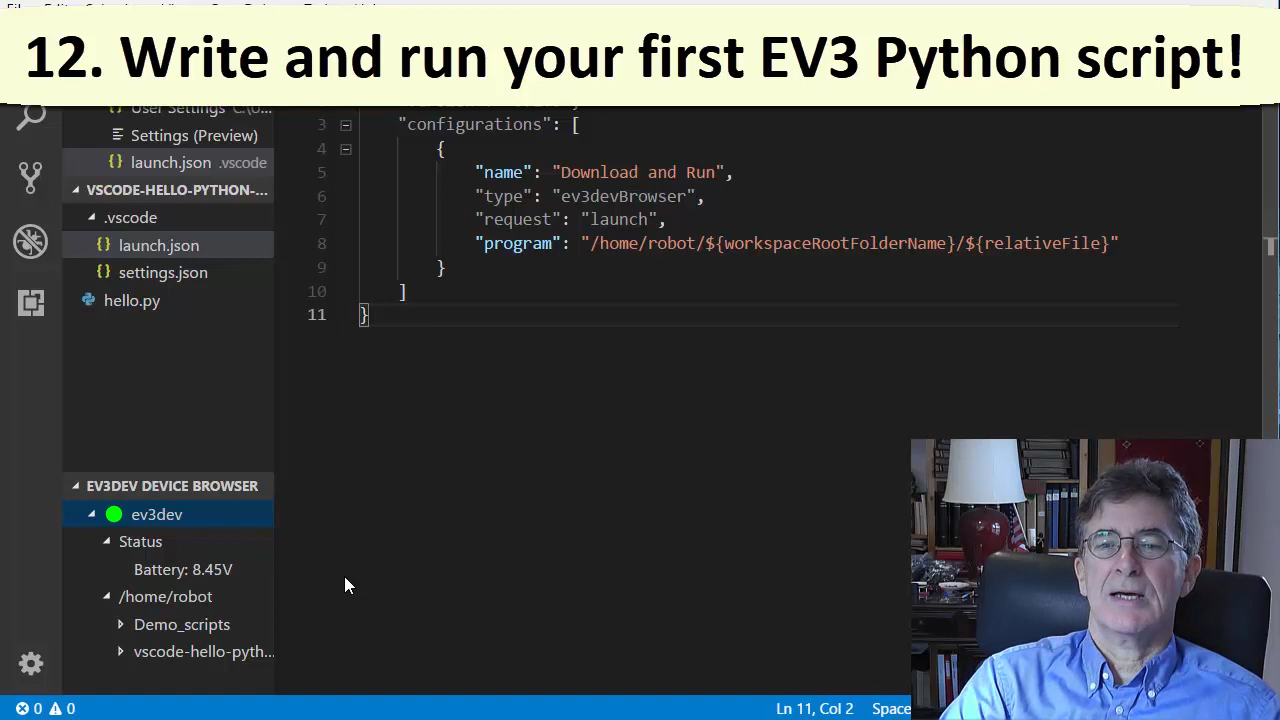 12. Write and run your first EV3 Python script!
Settings (Preview)
launch.json .vscode
VSCODE-HELLO-PYTHON-...
.vscode
launch.json
settings.json
hello.py
3 "configurations": [
4 {
5 "name": "Download and Run",
6 "type": "ev3devBrowser",
7 "request": "launch",
8 "program": "/home/robot/${workspaceRootFolderName}/${relativeFile}"
9 }
10 ]
11 }
EV3DEV DEVICE BROWSER
ev3dev
Status
Battery: 8.45V
/home/robot
Demo_scripts
vscode-hello-pyth...
0 0
Ln 11, Col 2 Space